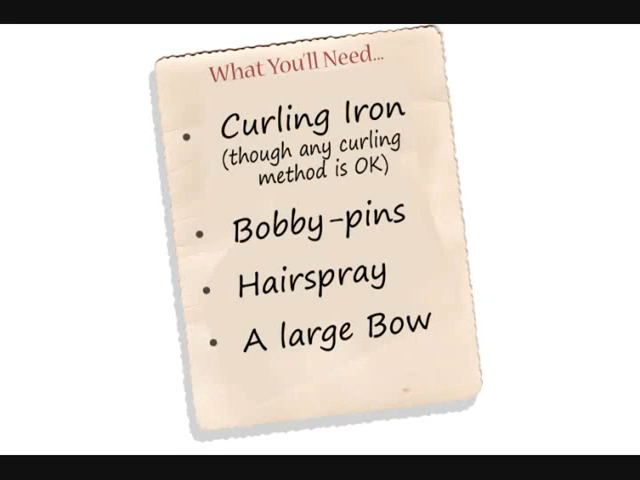 What You'll Need...
• Curling Iron
(though any curling
method is OK)
• Bobby-pins
• Hairspray
• A large Bow